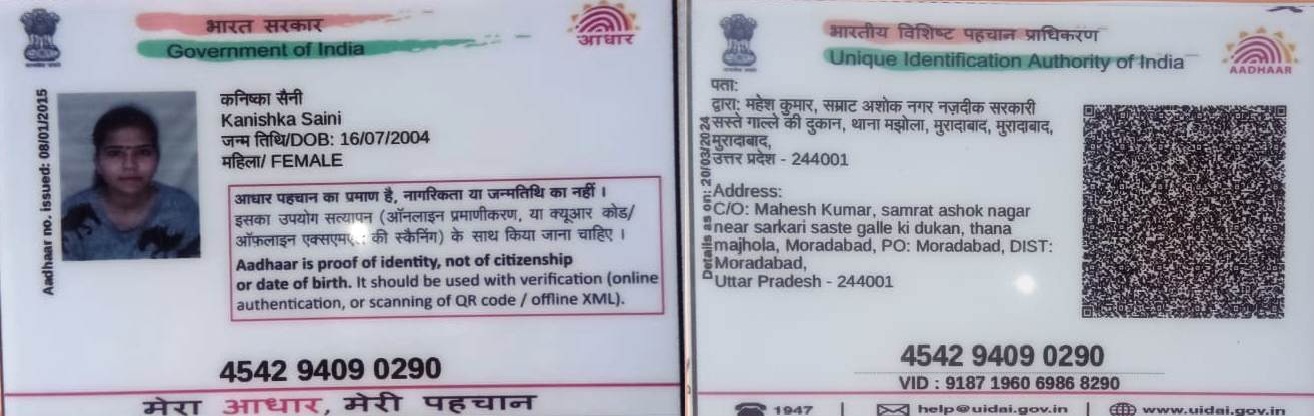 भारत सरकार
Government of India
आधार
Aadhaar no. issued: 08/01/2015
कनिष्का सैनी
Kanishka Saini
जन्म तिथि/DOB: 16/07/2004
महिला/ FEMALE
आधार पहचान का प्रमाण है, नागरिकता या जन्मतिथि का नहीं ।
इसका उपयोग सत्यापन (ऑनलाइन प्रमाणीकरण, या क्यूआर कोड/
ऑफलाइन एक्सएमएल की स्कैनिंग) के साथ किया जाना चाहिए ।
Aadhaar is proof of identity, not of citizenship
or date of birth. It should be used with verification (online
authentication, or scanning of QR code / offline XML).
4542 9409 0290
मेरा आधार, मेरी पहचान
भारतीय विशिष्ट पहचान प्राधिकरण
Unique Identification Authority of India
AADHAAR
Details as on: 20/03/2024
पता:
द्वारा: महेश कुमार, सम्राट अशोक नगर नज़दीक सरकारी
सस्ते गाल्ले की दुकान, थाना मझोला, मुरादाबाद, मुरादाबाद,
मुरादाबाद,
उत्तर प्रदेश - 244001
Address:
C/O: Mahesh Kumar, samrat ashok nagar
near sarkari saste galle ki dukan, thana
majhola, Moradabad, PO: Moradabad, DIST:
Moradabad,
Uttar Pradesh - 244001
4542 9409 0290
VID : 9187 1960 6986 8290
1947
help@uidai.gov.in
www.uidai.gov.in